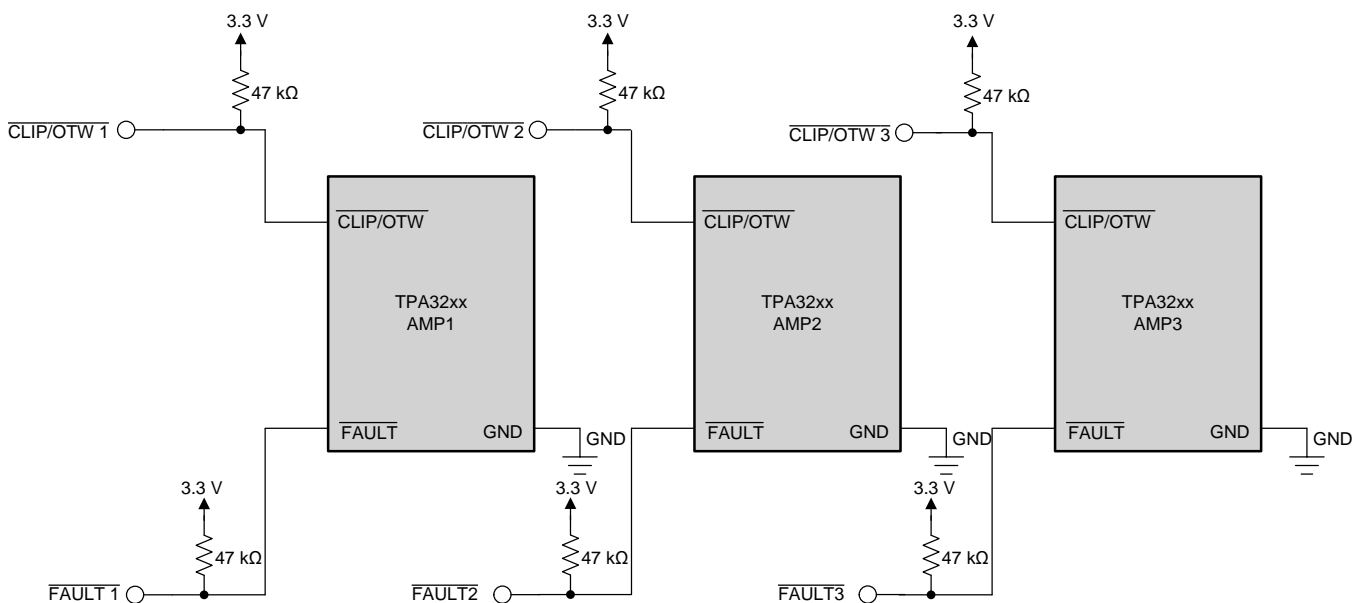 3.3 V
3.3 V
3.3 V
47 kΩ
47 kΩ
47 kΩ
CLIP/OTW 1
CLIP/OTW 2
CLIP/OTW 3
CLIP/OTW
CLIP/OTW
CLIP/OTW
TPA32xx
AMP1
TPA32xx
AMP2
TPA32xx
AMP3
FAULT
GND
GND
FAULT
GND
GND
FAULT
GND
GND
3.3 V
3.3 V
3.3 V
47 kΩ
47 kΩ
47 kΩ
FAULT 1
FAULT2
FAULT3